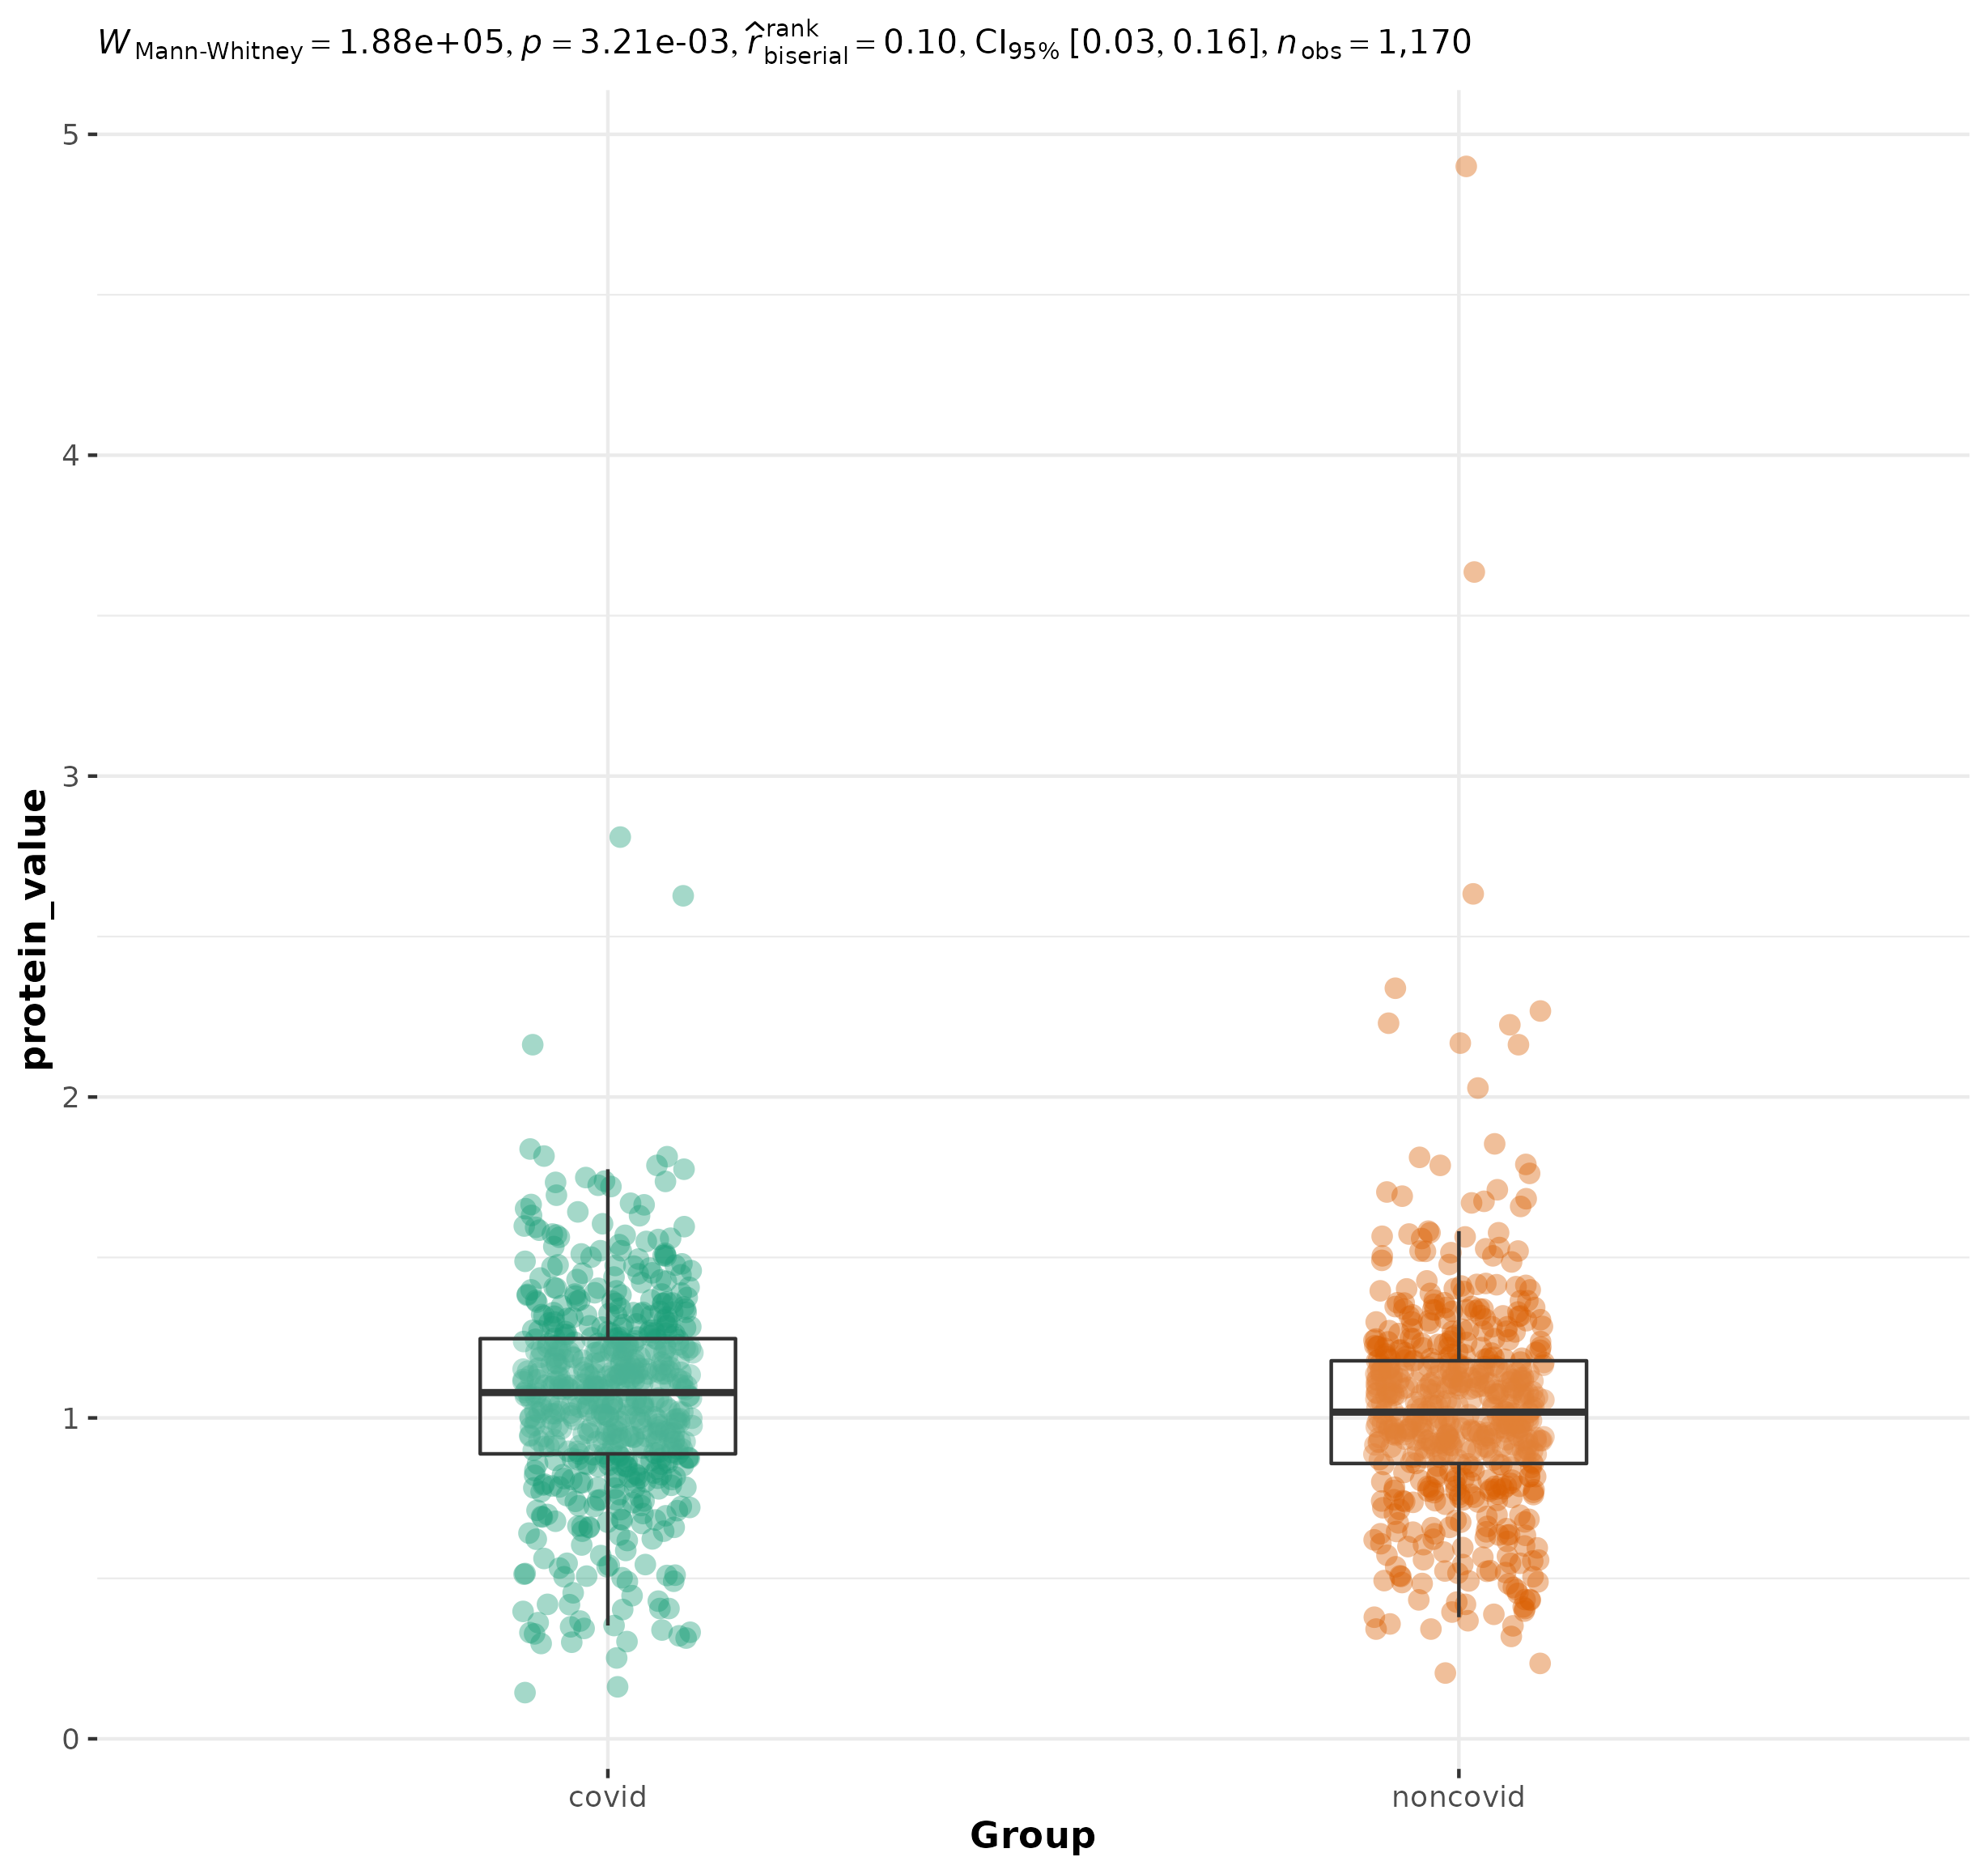 W Mann-Whitney = 1.88e+05, p = 3.21e-03, r̂ rank biserial = 0.10, CI95% [0.03, 0.16], n obs = 1,170
5
4
3
2
1
0
protein_value
covid
noncovid
Group